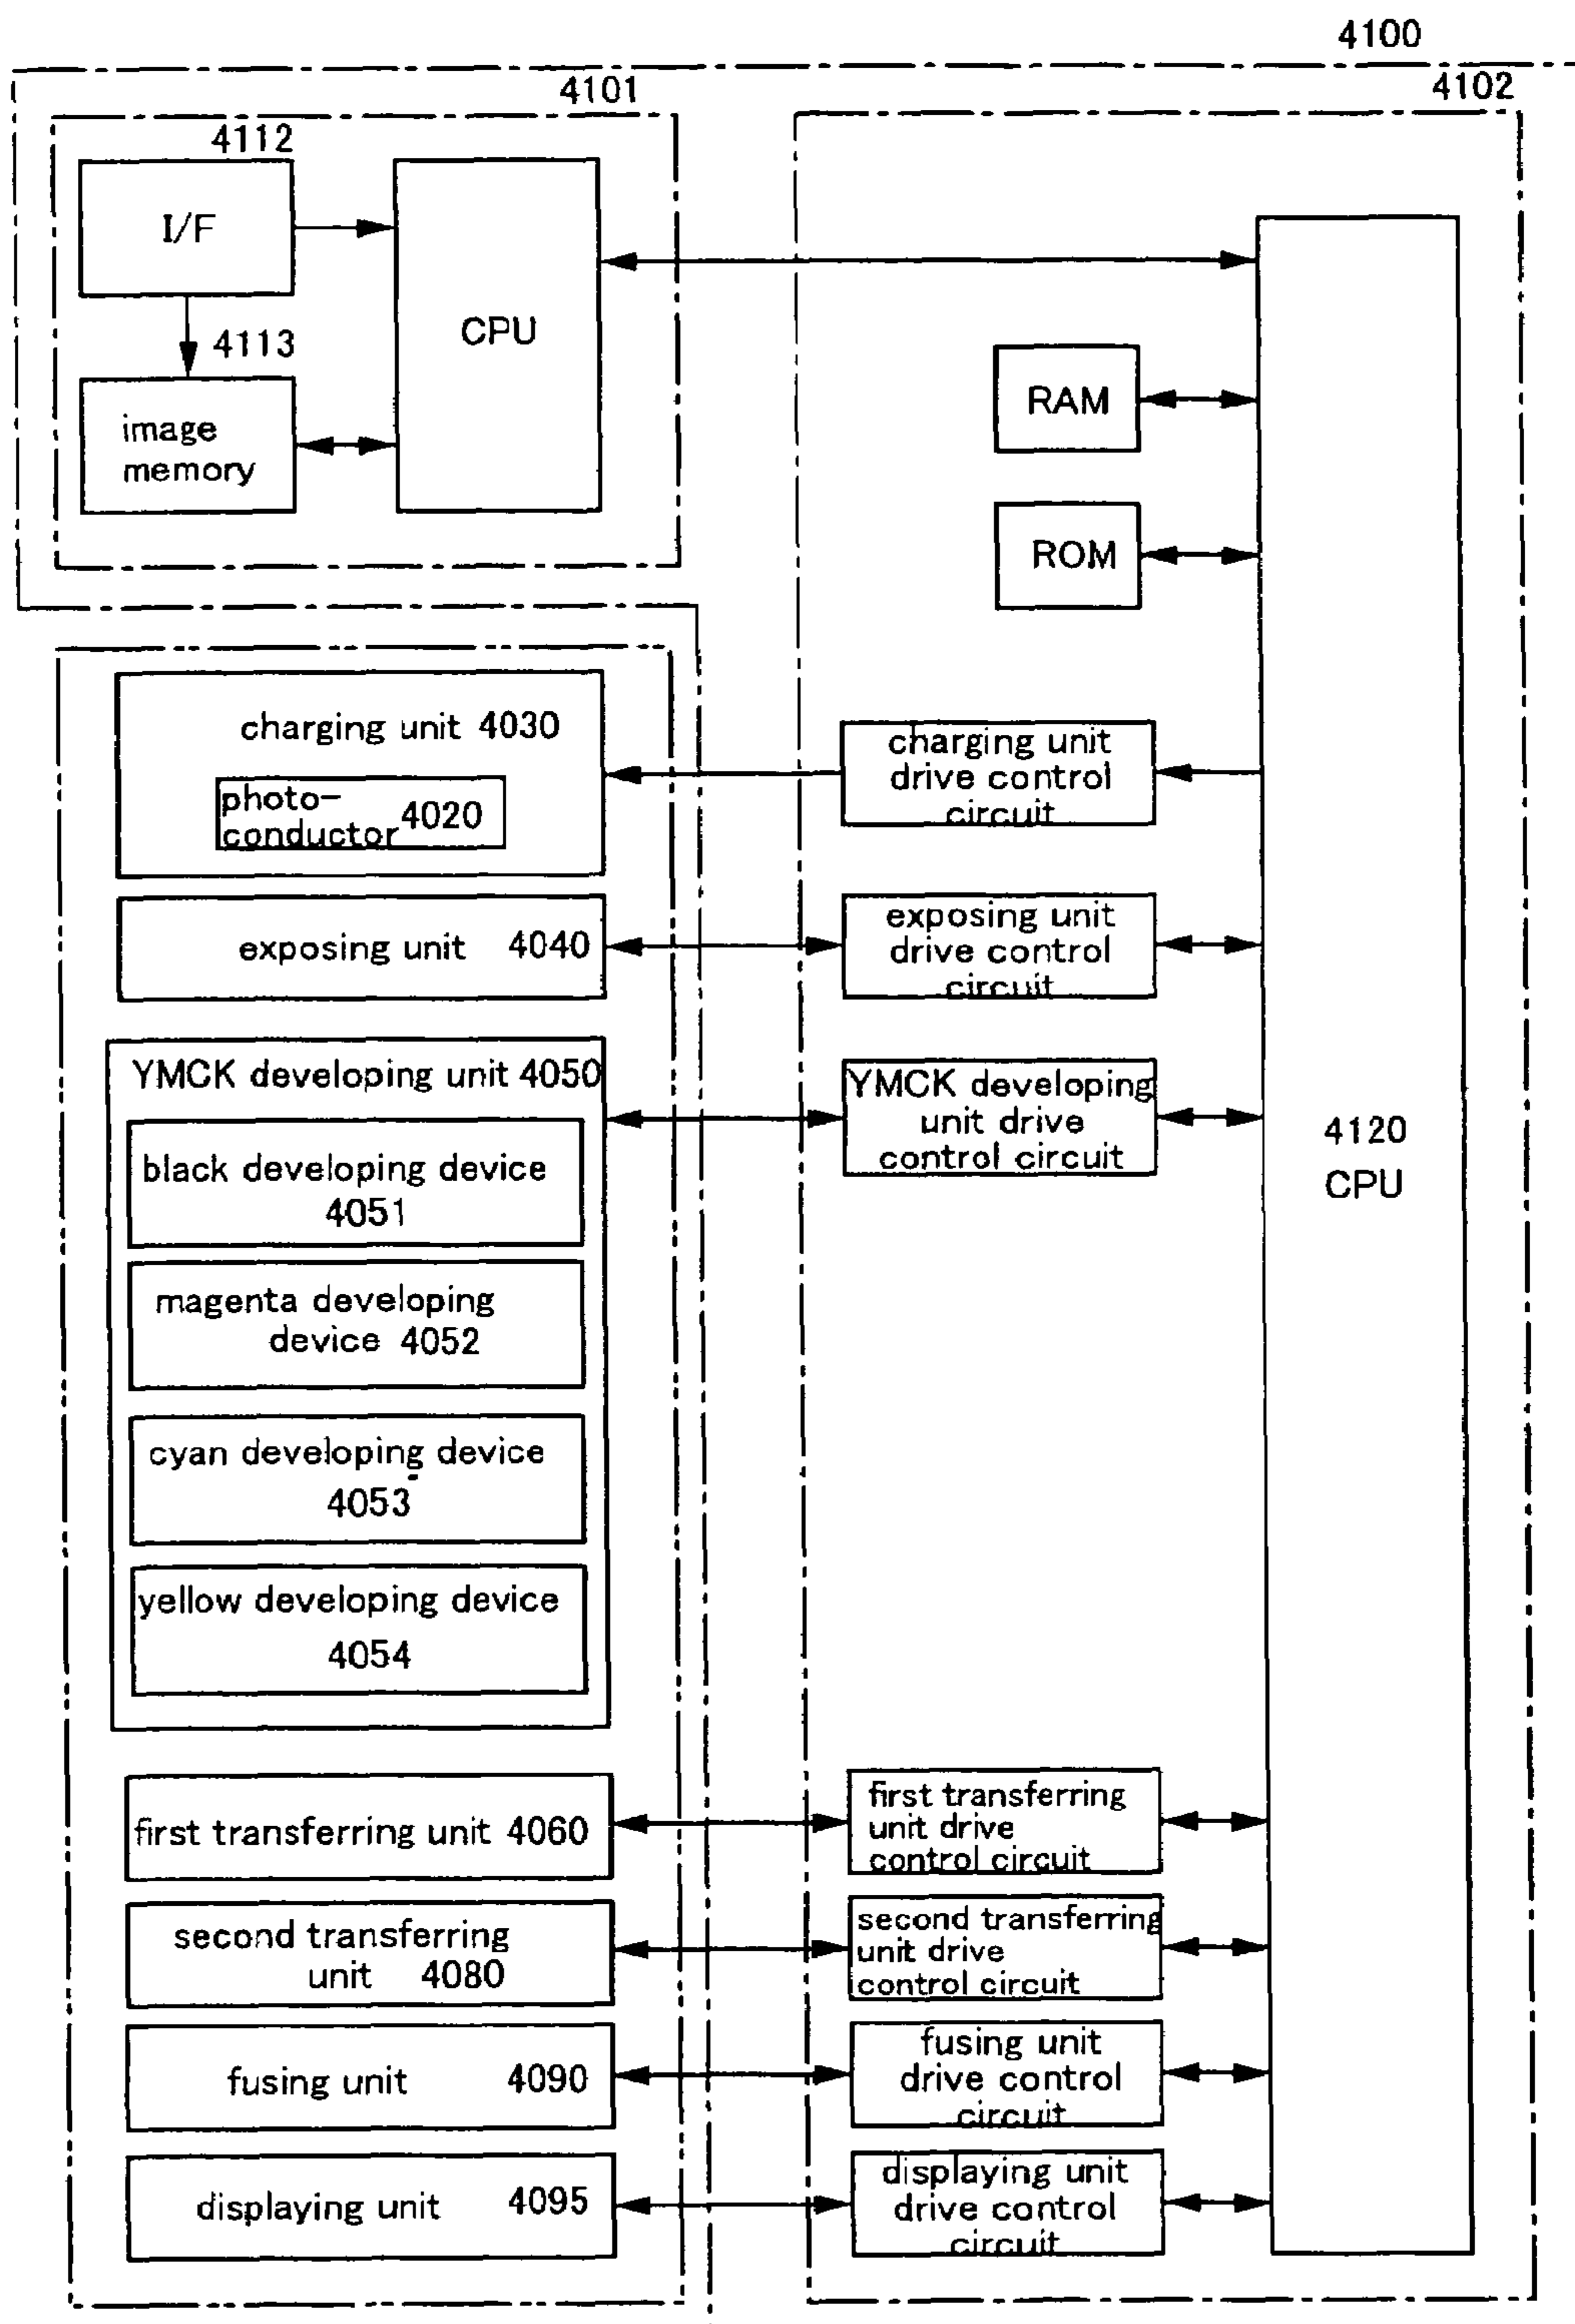 4100
4101
4102
4112
I/F
CPU
4113
image
memory
RAM
ROM
charging unit 4030
photo-
conductor 4020
charging unit
drive control
circuit
exposing unit 4040
exposing unit
drive control
circuit
YMCK developing unit 4050
YMCK developing
unit drive
control circuit
4120
CPU
black developing device
4051
magenta developing
device 4052
cyan developing device
4053
yellow developing device
4054
first transferring unit 4060
first transferring
unit drive
control circuit
second transferring
unit 4080
second transferring
unit drive
control circuit
fusing unit 4090
fusing unit
drive control
circuit
displaying unit 4095
displaying unit
drive control
circuit